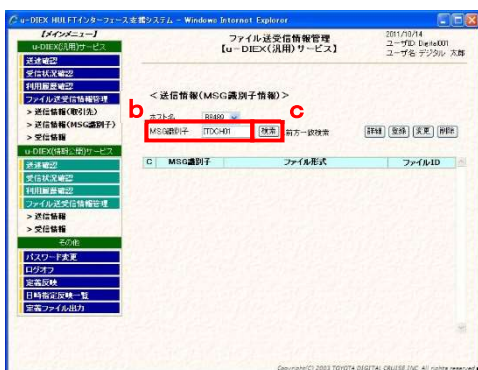 u-DIEX HULFTインターフェース支援システム - Windows Internet Explorer
【メインメニュー】
u-DIEX(汎用)サービス
送達確認
受信状況確認
利用履歴確認
ファイル送受信情報管理
> 送信情報(取引先)
> 送信情報(MSG識別子)
> 受信情報
u-DIEX(情報公開)サービス
送達確認
受信状況確認
利用履歴確認
ファイル送受信情報管理
> 送信情報
> 受信情報
その他
パスワード変更
ログオフ
定義反映
日時指定反映一覧
定義ファイル出力
ファイル送受信情報管理
【u-DIEX(汎用)サービス】
2011/10/14
ユーザID: Digital001
ユーザ名: デジタル 太郎
<送信情報(MSG識別子情報)>
b
c
ホスト名
MSG識別子 ITDCH01 検索 前方一致検索
詳細 登録 変更 削除
C MSG識別子 ファイル形式 ファイルID
Copyright(C) 2003 TOYOTA DIGITAL CRUISE INC. All rights reserved